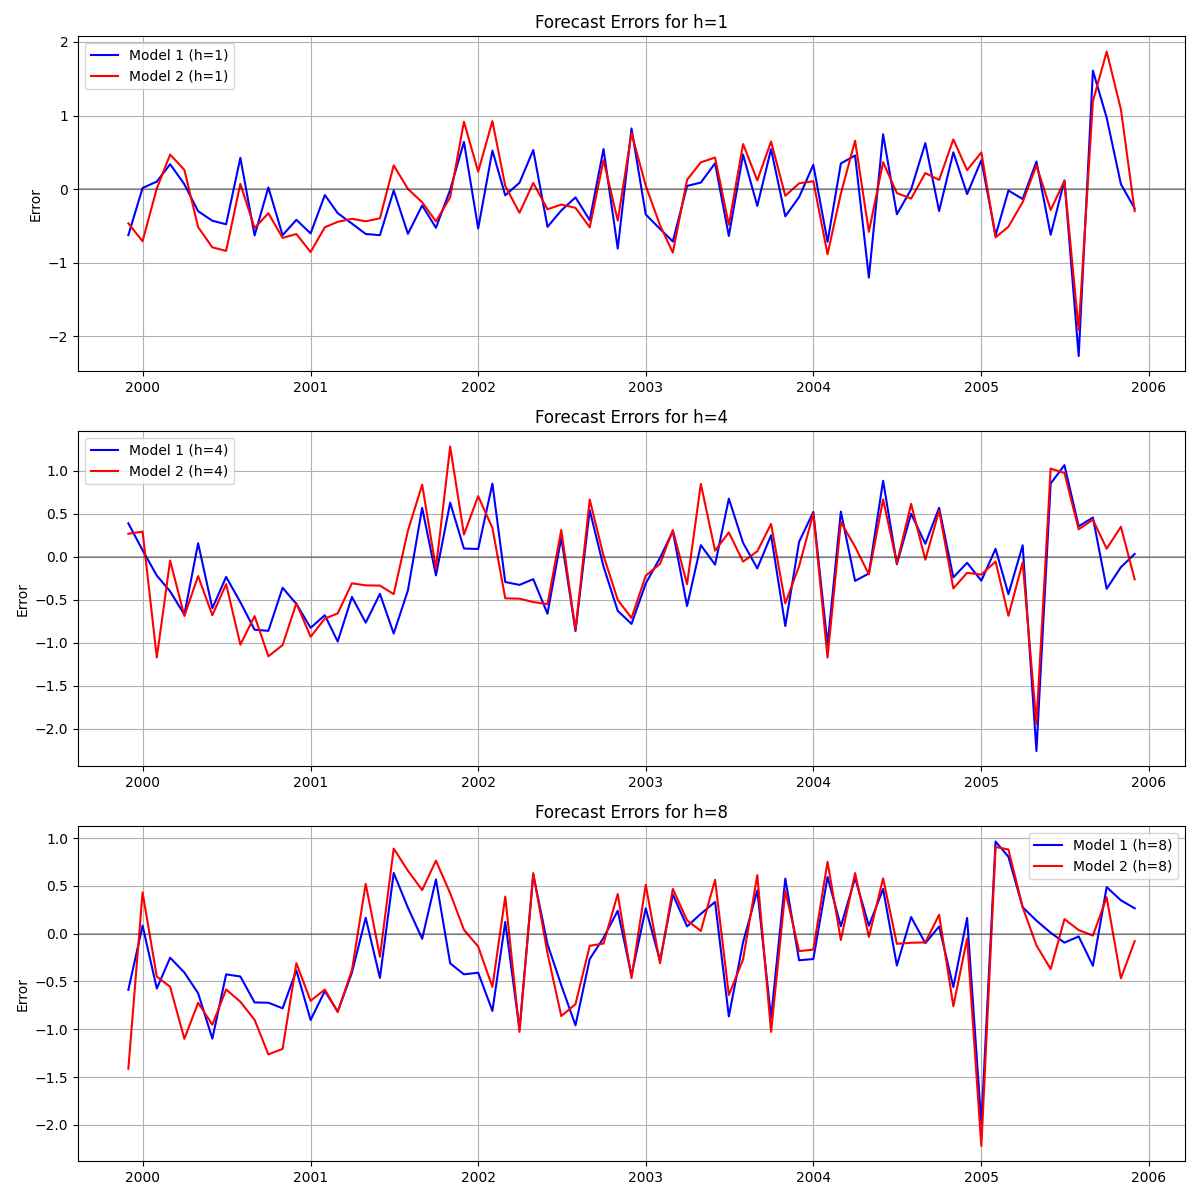 Forecast Errors for h=1
Model 1 (h=1)
Model 2 (h=1)
Error
2
1
0
−1
−2
2000 2001 2002 2003 2004 2005 2006
Forecast Errors for h=4
Model 1 (h=4)
Model 2 (h=4)
Error
1.0
0.5
0.0
−0.5
−1.0
−1.5
−2.0
2000 2001 2002 2003 2004 2005 2006
Forecast Errors for h=8
Model 1 (h=8)
Model 2 (h=8)
Error
1.0
0.5
0.0
−0.5
−1.0
−1.5
−2.0
2000 2001 2002 2003 2004 2005 2006